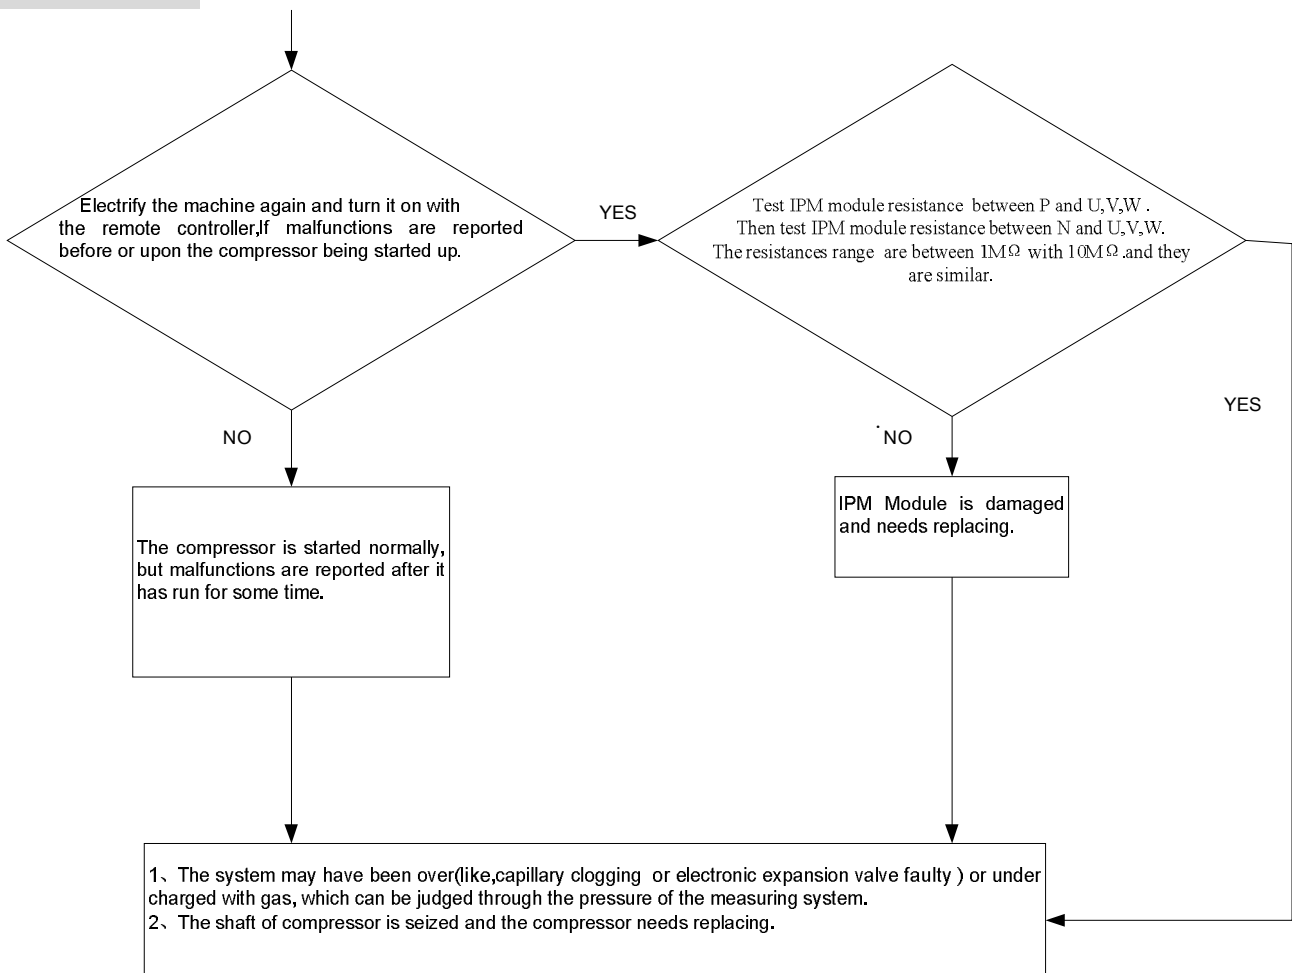 Electrify the machine again and turn it on with
the remote controller,If malfunctions are reported
before or upon the compressor being started up.
YES
Test IPM module resistance between P and U,V,W .
Then test IPM module resistance between N and U,V,W.
The resistances range are between 1MΩ with 10MΩ.and they
are similar.
YES
NO
NO
The compressor is started normally,
but malfunctions are reported after it
has run for some time.
IPM Module is damaged
and needs replacing.
1、The system may have been over(like,capillary clogging or electronic expansion valve faulty ) or under
charged with gas, which can be judged through the pressure of the measuring system.
2、The shaft of compressor is seized and the compressor needs replacing.